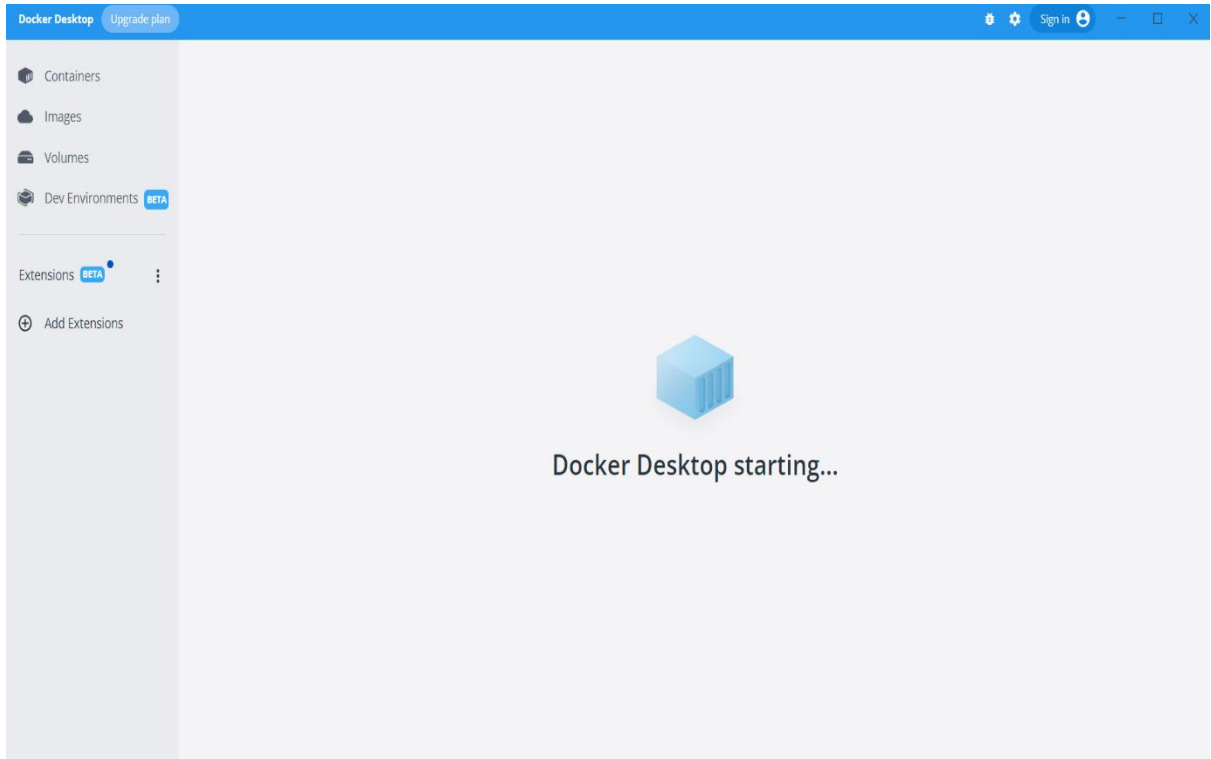 Docker Desktop Upgrade plan Sign in
Containers
Images
Volumes
Dev Environments BETA
Extensions BETA
Add Extensions
Docker Desktop starting...